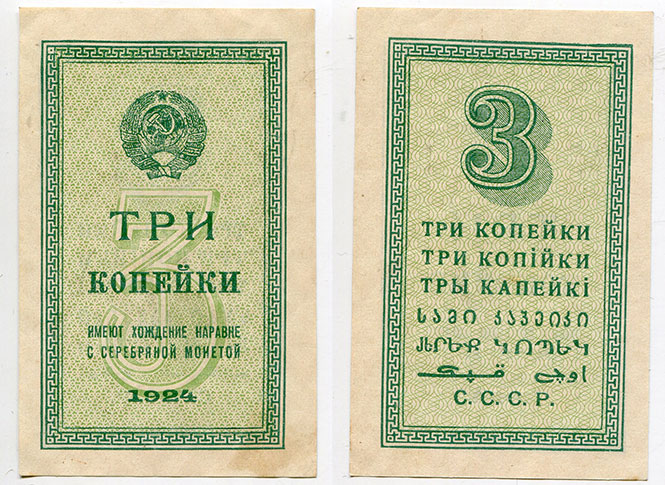 3
ТРИ
КОПЕЙКИ
ИМЕЮТ ХОЖДЕНИЕ НАРАВНЕ
С СЕРЕБРЯНОЙ МОНЕТОЙ
1924
3
ТРИ КОПЕЙКИ
ТРИ КОПІЙКИ
ТРЫ КАПЕЙКІ
ᲡᲐᲛᲘ ᲙᲐᲞᲔᲘᲙᲘ
ԵՐԵՔ ԿՈՊԵԿ
اوچ قپيك
С. С. С. Р.